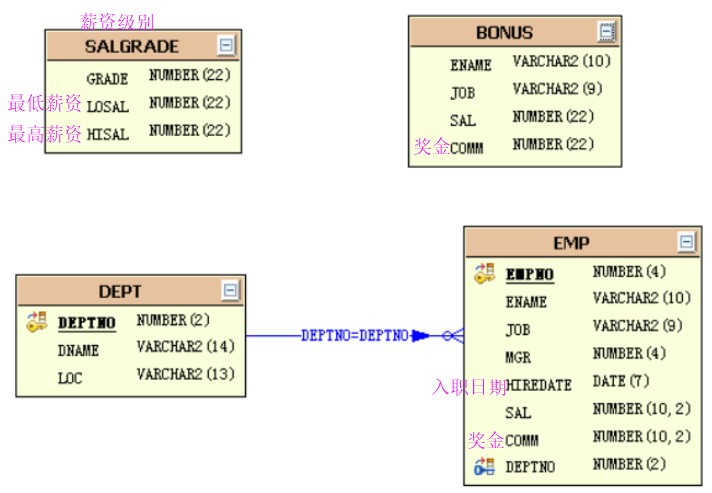 薪资级别
SALGRADE
GRADE NUMBER(22)
最低薪资 LOSAL NUMBER(22)
最高薪资 HISAL NUMBER(22)
BONUS
ENAME VARCHAR2(10)
JOB VARCHAR2(9)
SAL NUMBER(22)
奖金 COMM NUMBER(22)
DEPT
DEPTNO NUMBER(2)
DNAME VARCHAR2(14)
LOC VARCHAR2(13)
DEPTNO=DEPTNO
EMP
EMPNO NUMBER(4)
ENAME VARCHAR2(10)
JOB VARCHAR2(9)
MGR NUMBER(4)
入职日期 HIREDATE DATE(7)
SAL NUMBER(10,2)
奖金 COMM NUMBER(10,2)
DEPTNO NUMBER(2)